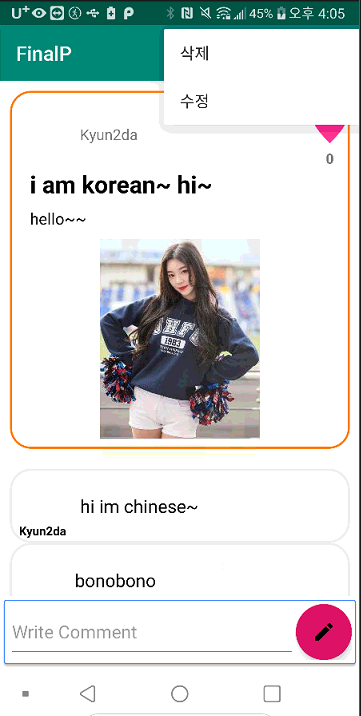 U+ 45% 오후 4:05
FinalP
삭제
수정
Kyun2da
0
i am korean~ hi~
hello~~
1983
hi im chinese~
Kyun2da
bonobono
Write Comment